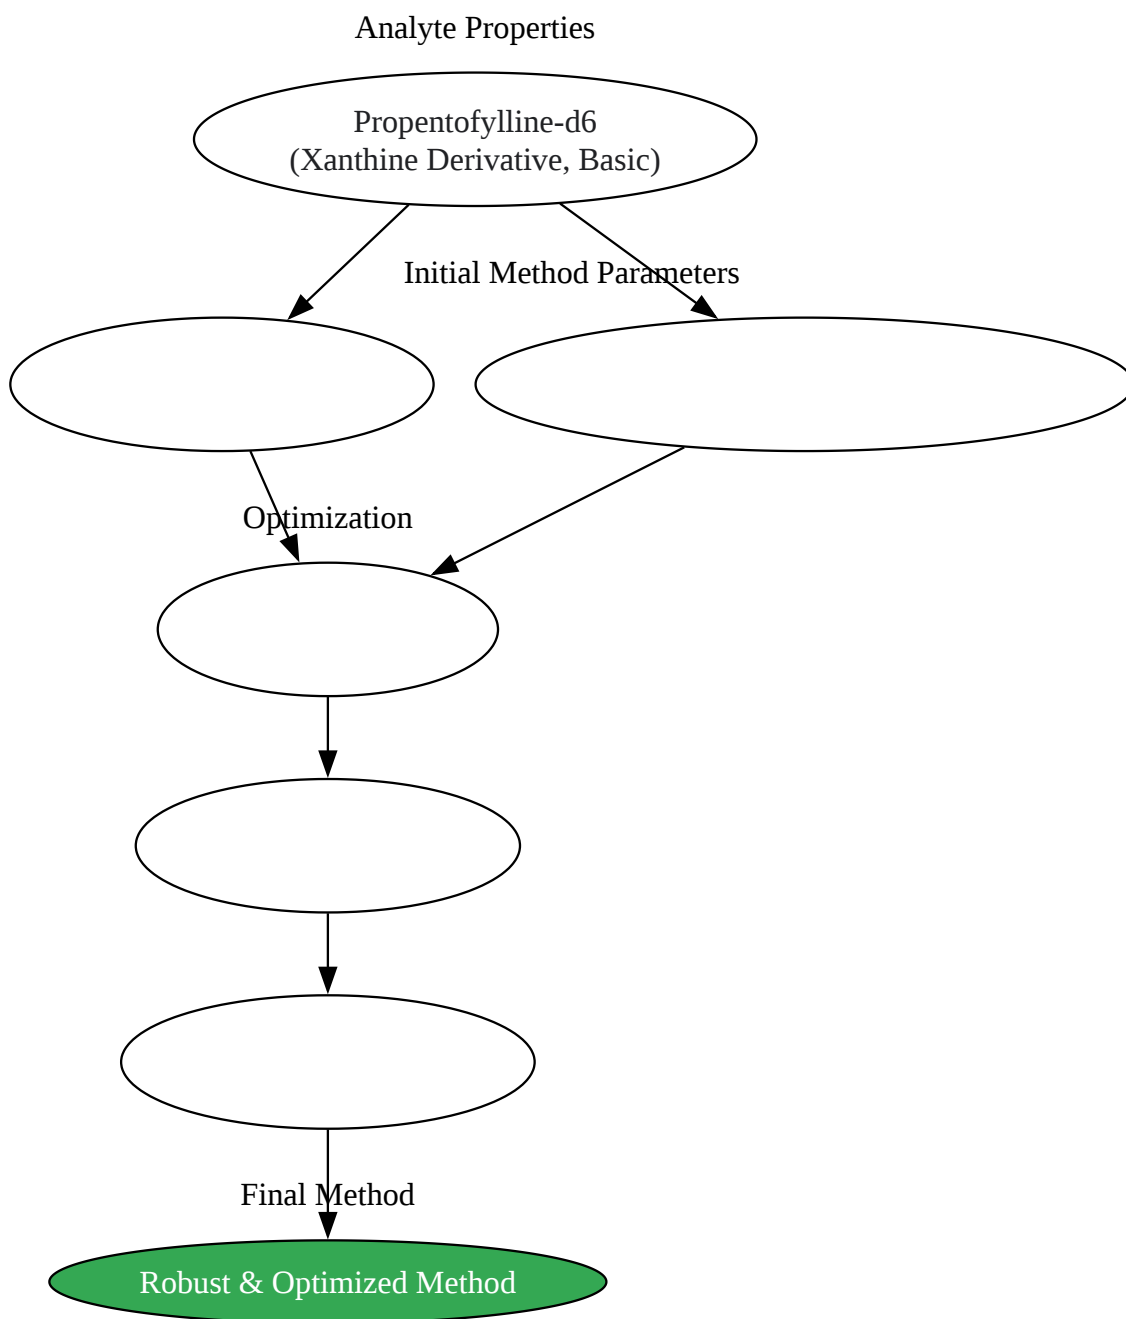 Analyte Properties
Propentofylline-d6
(Xanthine Derivative, Basic)
Initial Method Parameters
Optimization
Final Method
Robust & Optimized Method